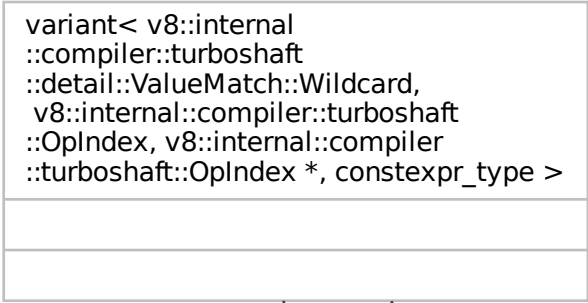 variant< v8::internal
::compiler::turboshaft
::detail::ValueMatch::Wildcard,
 v8::internal::compiler::turboshaft
::OpIndex, v8::internal::compiler
::turboshaft::OpIndex *, constexpr_type >